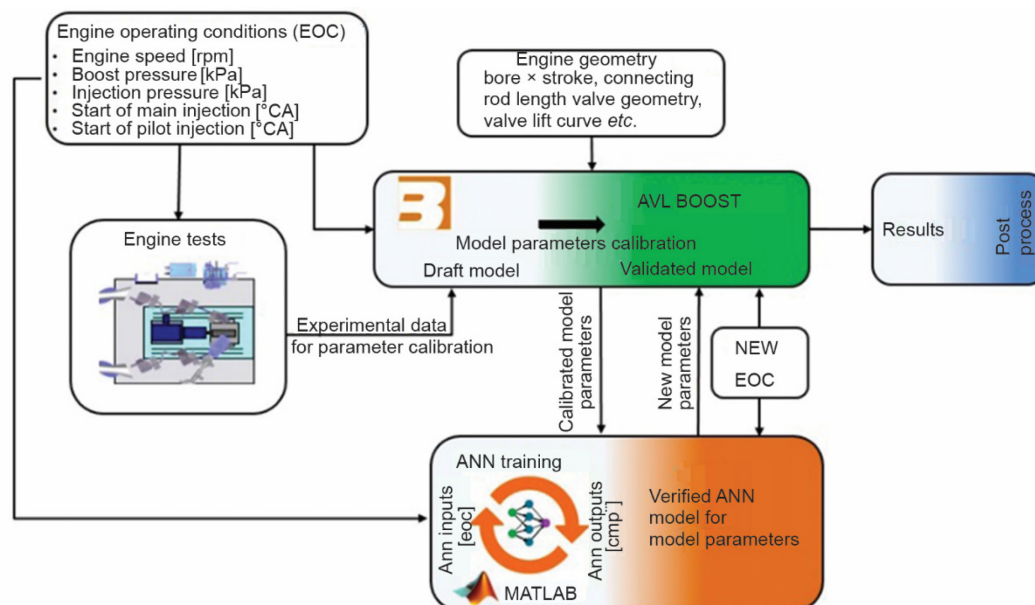 Engine operating conditions (EOC)
• Engine speed [rpm]
• Boost pressure [kPa]
• Injection pressure [kPa]
• Start of main injection [°CA]
• Start of pilot injection [°CA]
Engine geometry
bore × stroke, connecting
rod length valve geometry,
valve lift curve etc.
Engine tests
B
AVL BOOST
Model parameters calibration
Draft model
Validated model
Results
Post
process
Experimental data
for parameter calibration
Calibrated model
parameters
New model
parameters
NEW
EOC
ANN training
Ann inputs
[eoc]
Ann outputs
[cmp¨]
MATLAB
Verified ANN
model for
model parameters